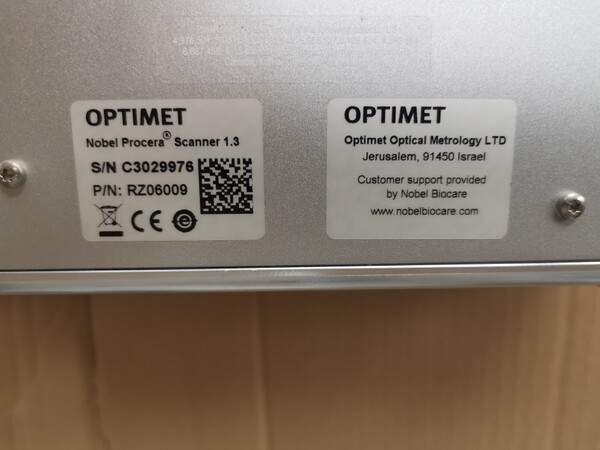 OPTIMET
Nobel Procera® Scanner 1.3
S/N C3029976
P/N: RZ06009
CE
OPTIMET
Optimet Optical Metrology LTD
Jerusalem, 91450 Israel
Customer support provided
by Nobel Biocare
www.nobelbiocare.com